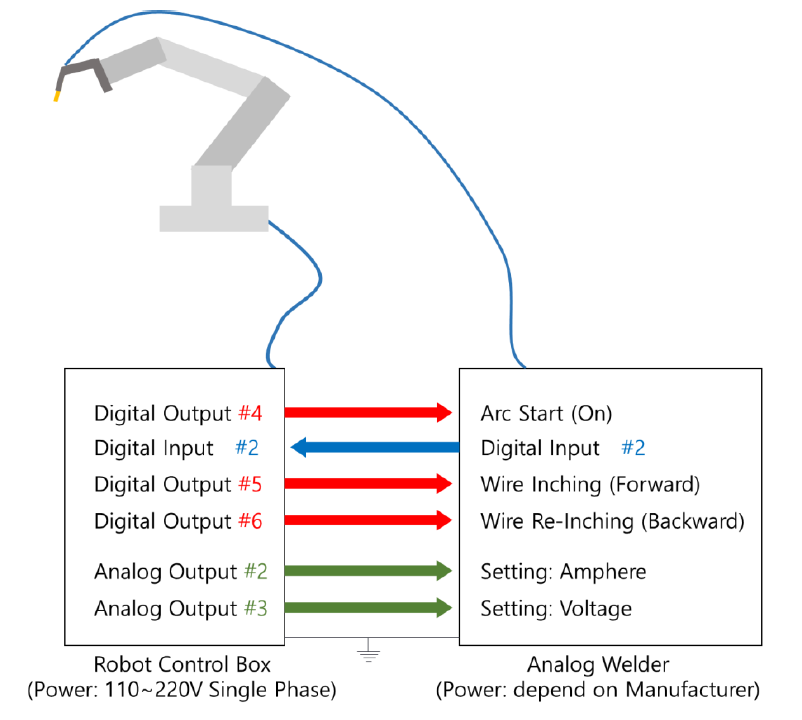 Digital Output #4
Arc Start (On)
Digital Input #2
Digital Input #2
Digital Output #5
Wire Inching (Forward)
Digital Output #6
Wire Re-Inching (Backward)
Analog Output #2
Setting: Amphere
Analog Output #3
Setting: Voltage
Robot Control Box
(Power: 110~220V Single Phase)
Analog Welder
(Power: depend on Manufacturer)